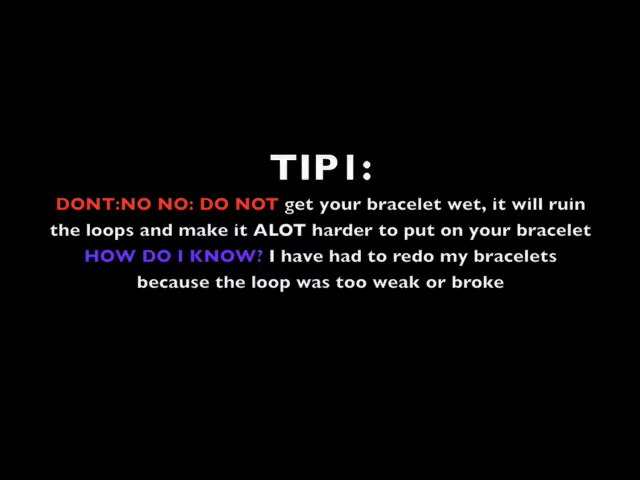 TIP1:
DONT:NO NO: DO NOT get your bracelet wet, it will ruin
the loops and make it ALOT harder to put on your bracelet
HOW DO I KNOW? I have had to redo my bracelets
because the loop was too weak or broke